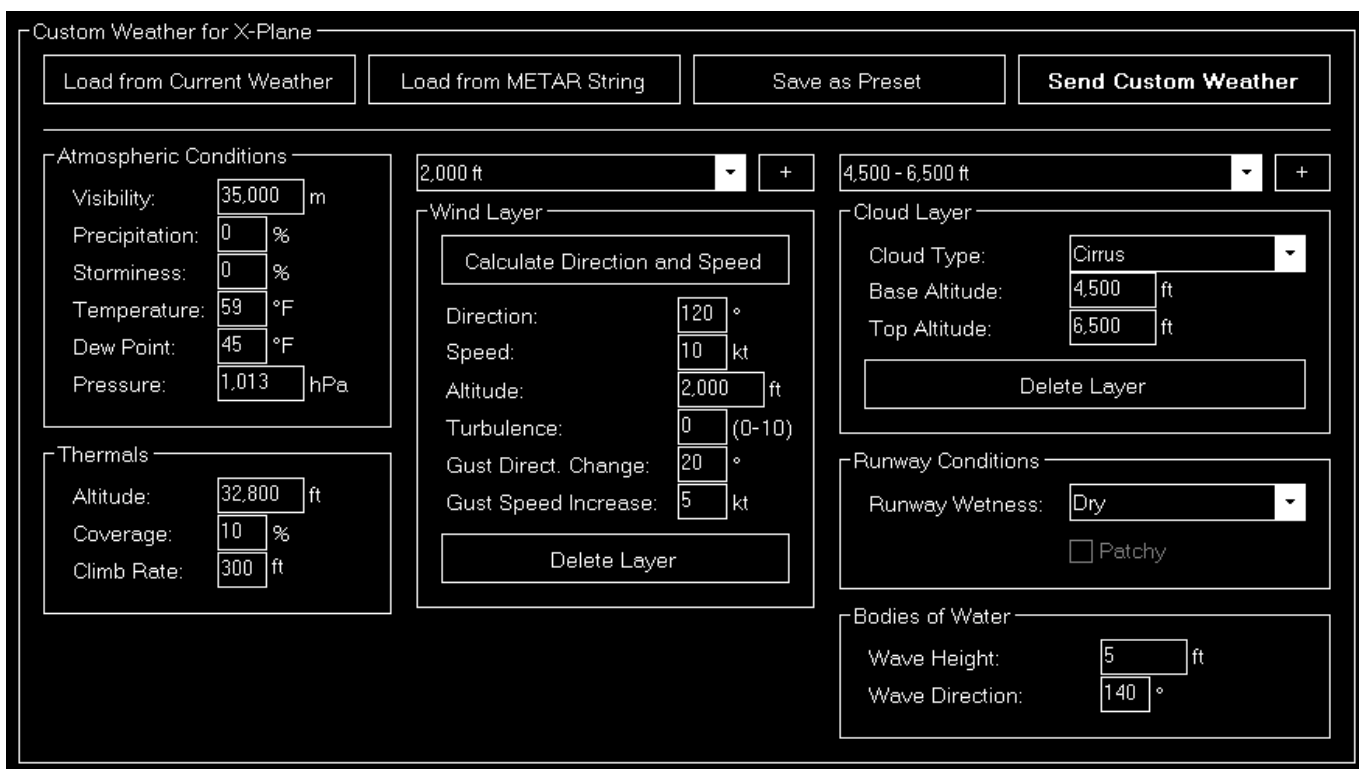 Custom Weather for X-Plane
Load from Current Weather
Load from METAR String
Save as Preset
Send Custom Weather
Atmospheric Conditions
Visibility: 35,000 m
Precipitation: 0 %
Storminess: 0 %
Temperature: 59 °F
Dew Point: 45 °F
Pressure: 1,013 hPa
Thermals
Altitude: 32,800 ft
Coverage: 10 %
Climb Rate: 300 ft
2,000 ft
+
Wind Layer
Calculate Direction and Speed
Direction: 120 °
Speed: 10 kt
Altitude: 2,000 ft
Turbulence: 0 (0-10)
Gust Direct. Change: 20 °
Gust Speed Increase: 5 kt
Delete Layer
4,500 - 6,500 ft
+
Cloud Layer
Cloud Type: Cirrus
Base Altitude: 4,500 ft
Top Altitude: 6,500 ft
Delete Layer
Runway Conditions
Runway Wetness: Dry
Patchy
Bodies of Water
Wave Height: 5 ft
Wave Direction: 140 °